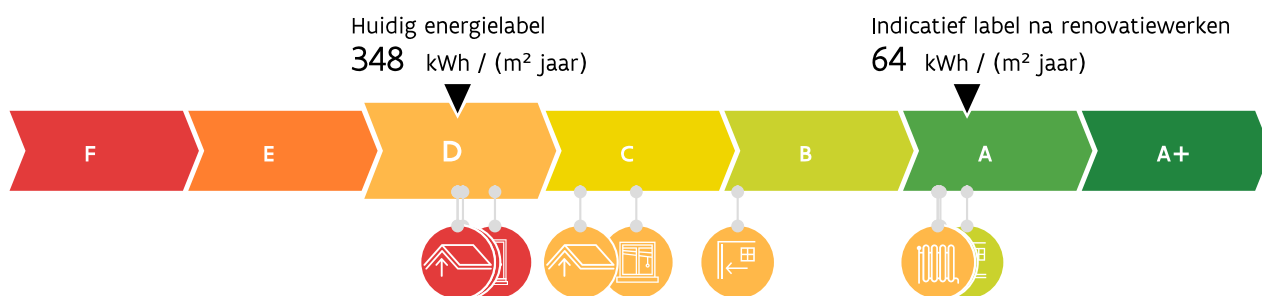 Huidig energielabel
348 kWh / (m² jaar)
Indicatief label na renovatiewerken
64 kWh / (m² jaar)
F E D C B A A+